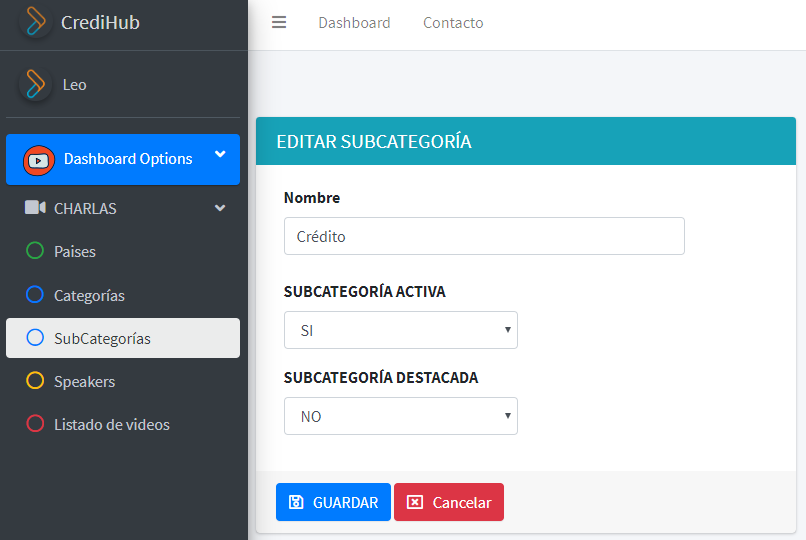 CrediHub
Dashboard Contacto
Leo
Dashboard Options
CHARLAS
Paises
Categorías
SubCategorías
Speakers
Listado de videos
EDITAR SUBCATEGORÍA
Nombre
Crédito
SUBCATEGORÍA ACTIVA
SI
SUBCATEGORÍA DESTACADA
NO
GUARDAR Cancelar